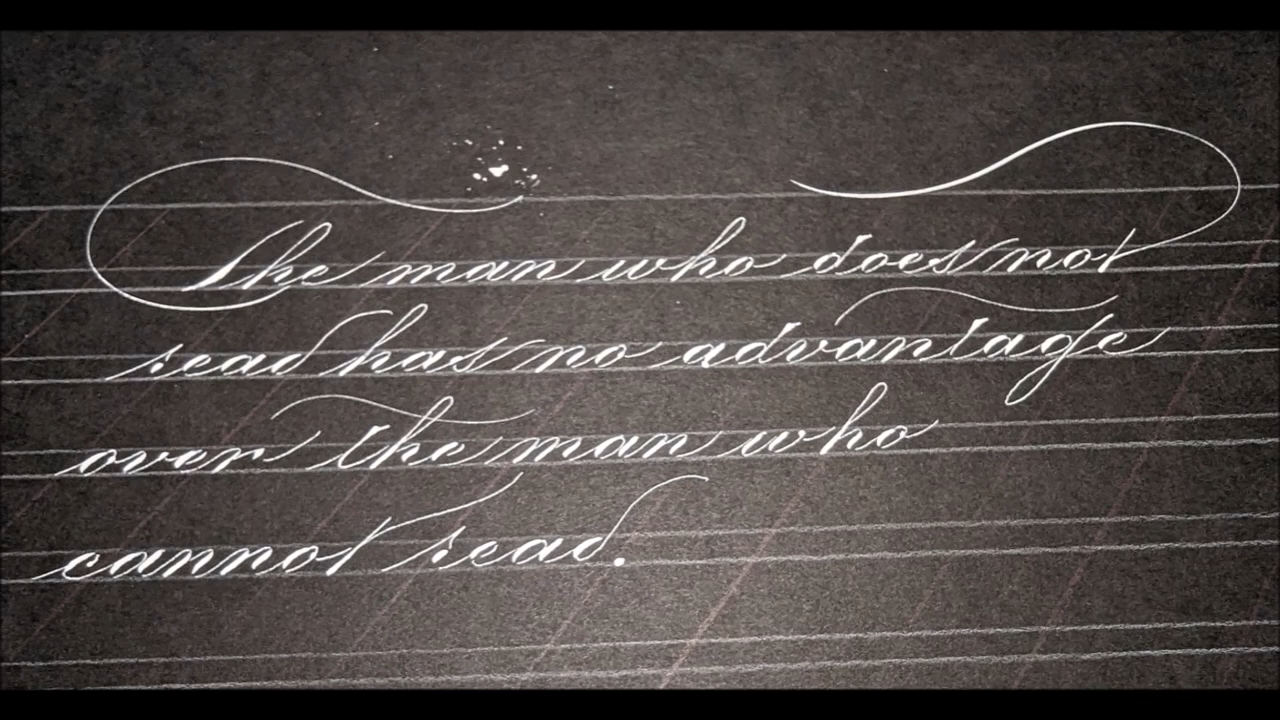 The man who does not
read has no advantage
over the man who
cannot read.